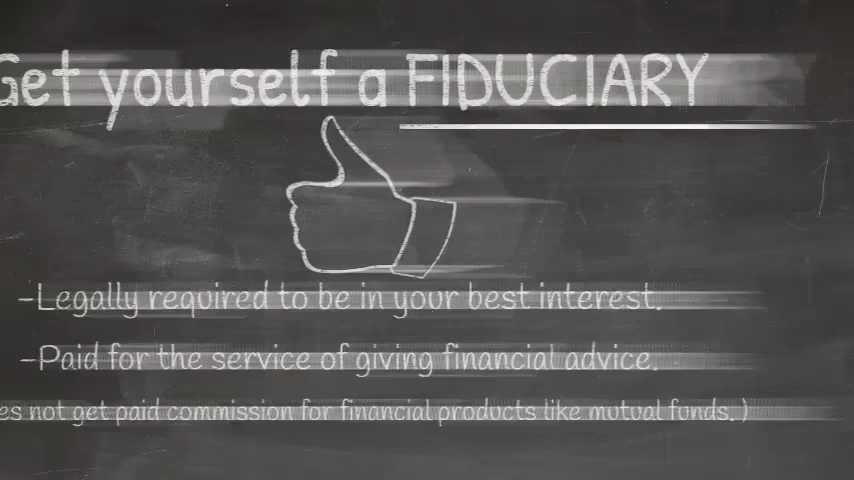 Get yourself a FIDUCIARY
-Legally required to be in your best interest.
-Paid for the service of giving financial advice.
es not get paid commission for financial products like mutual funds.)